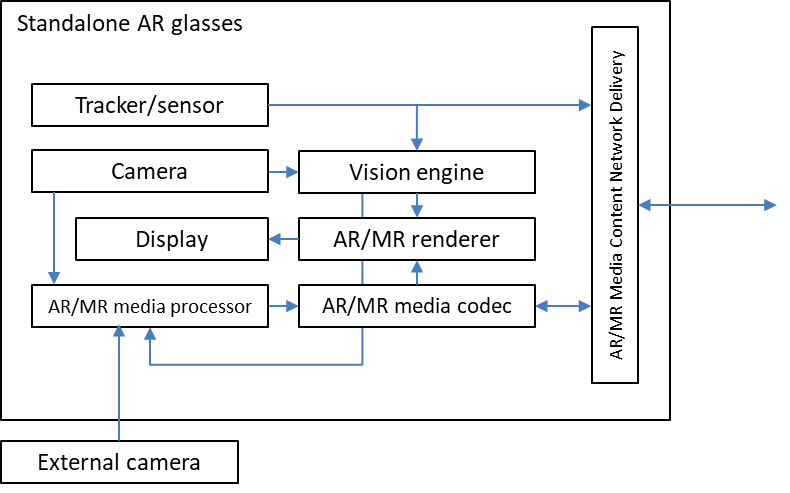 Standalone AR glasses
Tracker/sensor
Camera
Vision engine
Display
AR/MR renderer
AR/MR media processor
AR/MR media codec
AR/MR Media Content Network Delivery
External camera